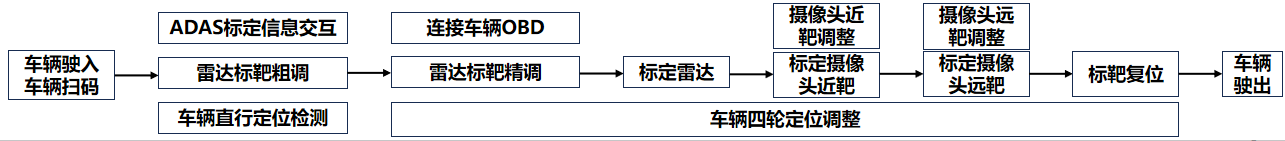 ADAS标定信息交互
连接车辆OBD
摄像头近
靶调整
摄像头远
靶调整
车辆驶入
车辆扫码
雷达标靶粗调
雷达标靶精调
标定雷达
标定摄像
头近靶
标定摄像
头远靶
标靶复位
车辆
驶出
车辆直行定位检测
车辆四轮定位调整